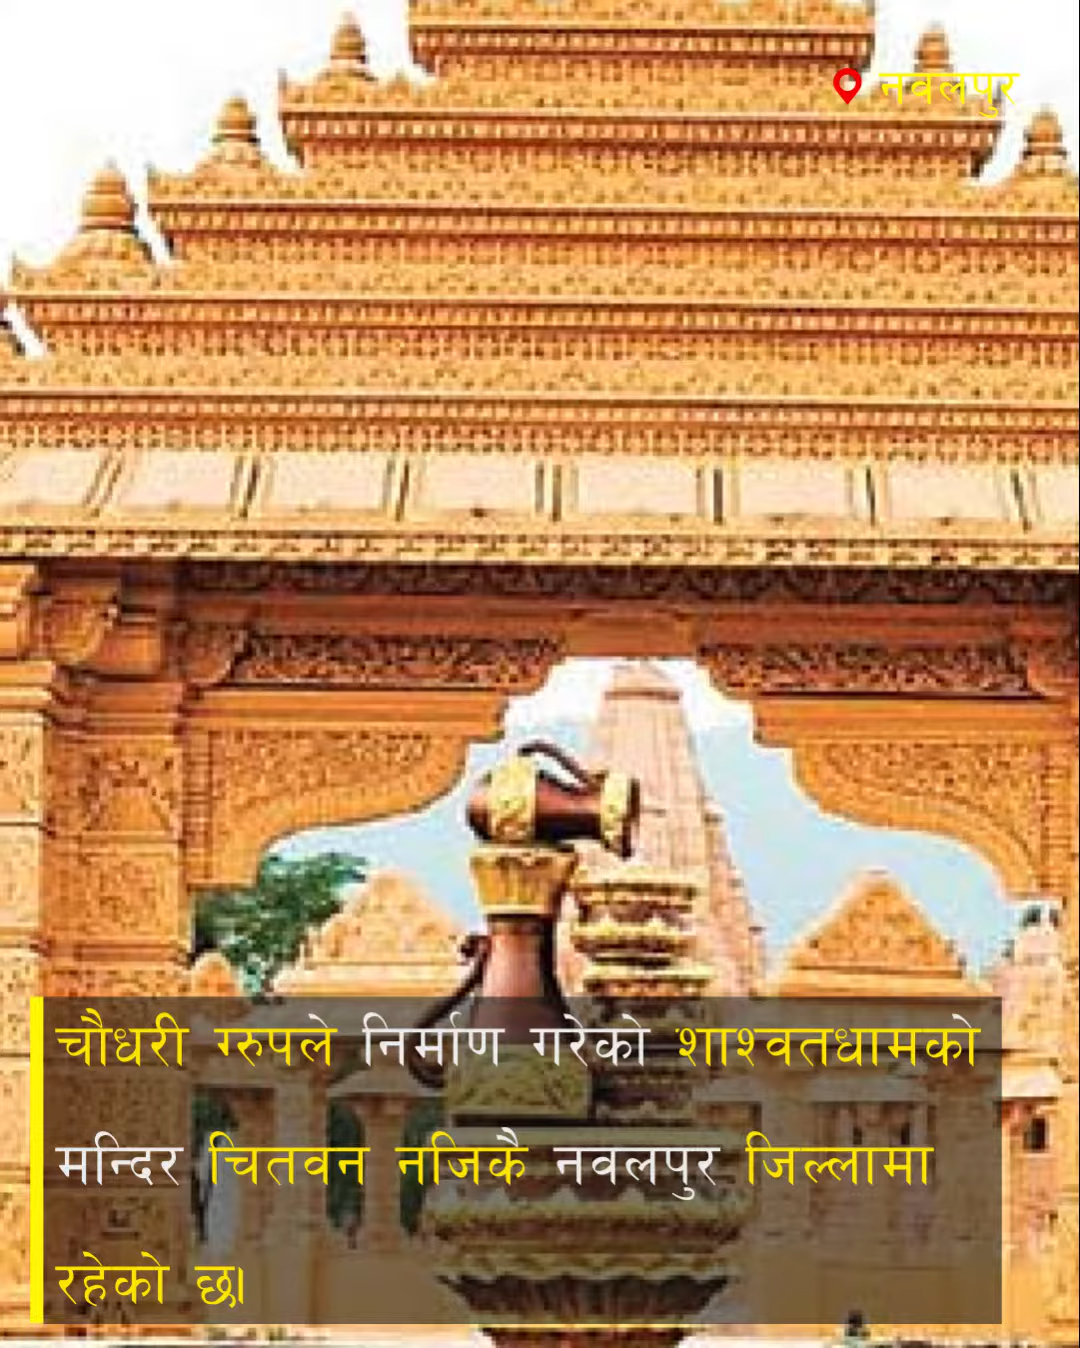 नवलपुर
चौधरी ग्रुपले निर्माण गरेको शाश्वतधामको
मन्दिर चितवन नजिकै नवलपुर जिल्लामा
रहेको छ।